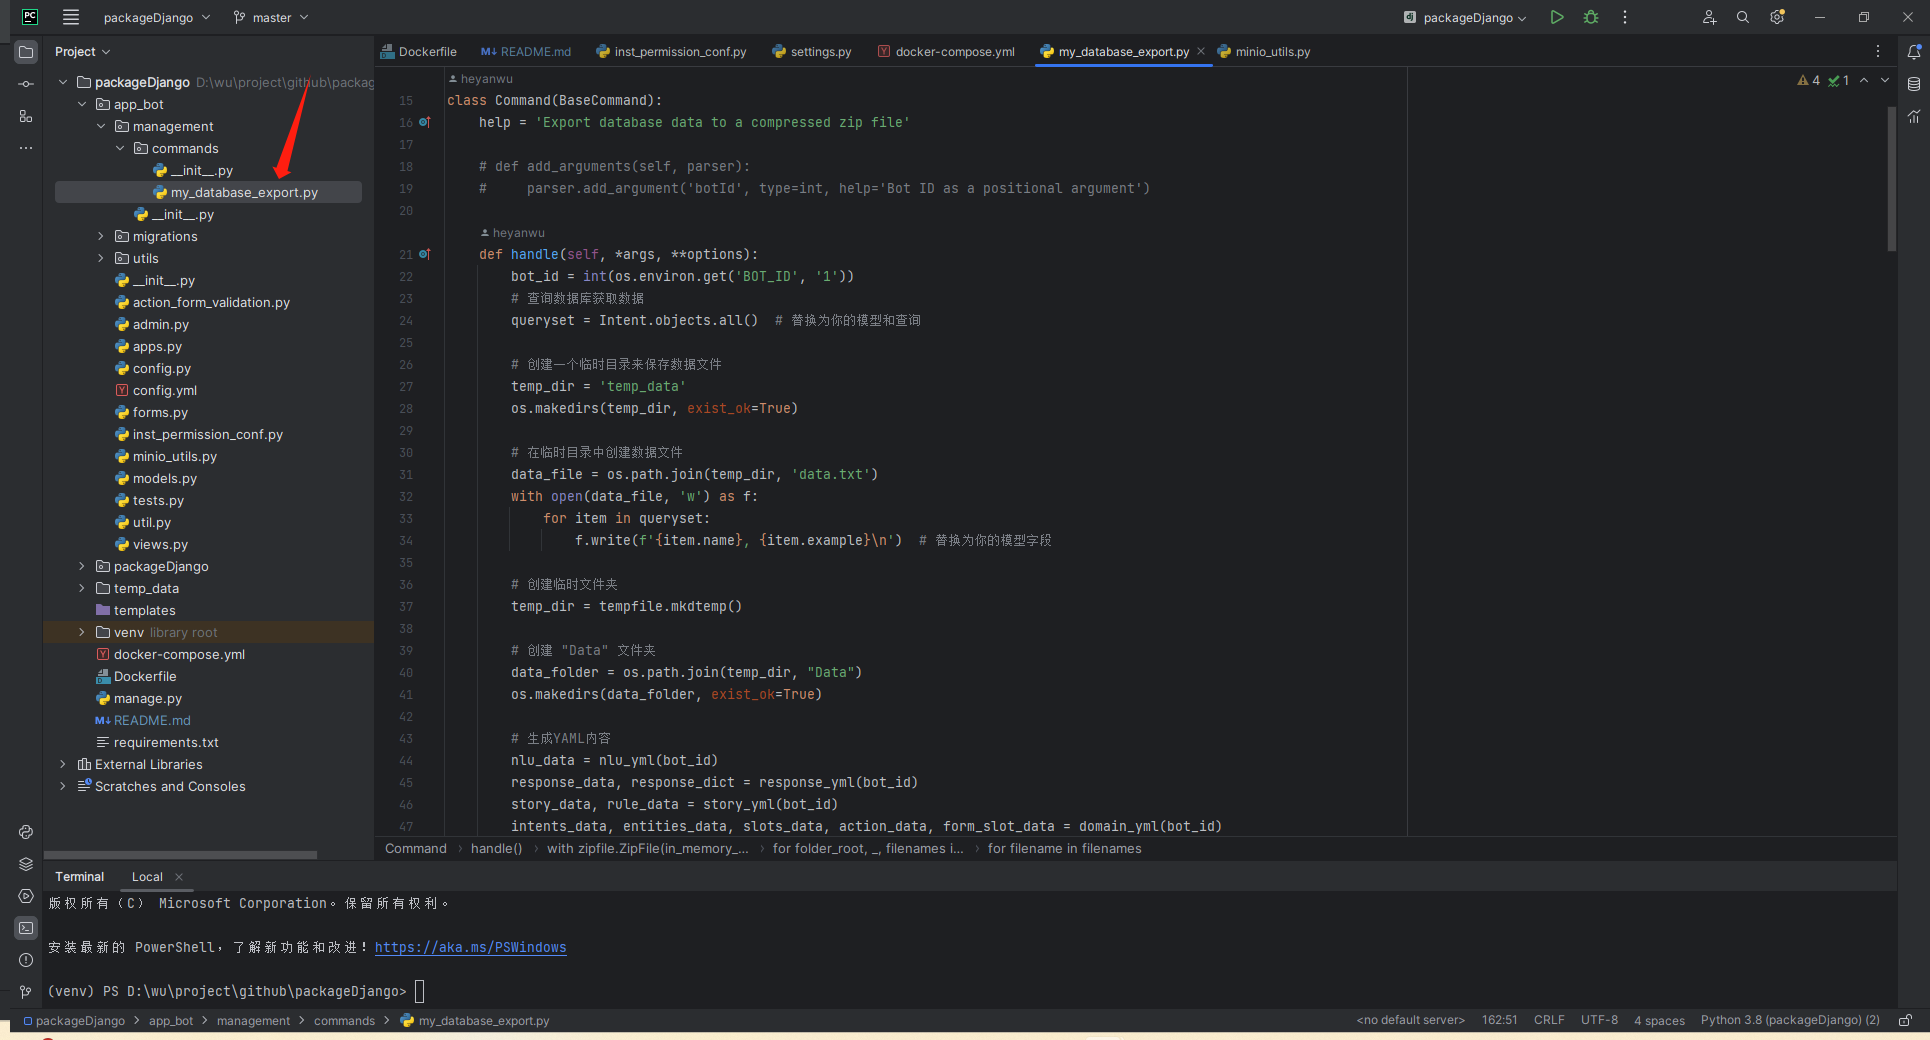 packageDjango
master
packageDjango
Project
packageDjango D:\wu\project\github\packag
app_bot
management
commands
__init__.py
my_database_export.py
__init__.py
migrations
utils
__init__.py
action_form_validation.py
admin.py
apps.py
config.py
config.yml
forms.py
inst_permission_conf.py
minio_utils.py
models.py
tests.py
util.py
views.py
packageDjango
temp_data
templates
venv library root
docker-compose.yml
Dockerfile
manage.py
README.md
requirements.txt
External Libraries
Scratches and Consoles
Dockerfile README.md inst_permission_conf.py settings.py docker-compose.yml my_database_export.py minio_utils.py
4 1
heyanwu
15 class Command(BaseCommand):
16 help = 'Export database data to a compressed zip file'
17
18 # def add_arguments(self, parser):
19 # parser.add_argument('botId', type=int, help='Bot ID as a positional argument')
20
heyanwu
21 def handle(self, *args, **options):
22 bot_id = int(os.environ.get('BOT_ID', '1'))
23 # 查询数据库获取数据
24 queryset = Intent.objects.all() # 替换为你的模型和查询
25
26 # 创建一个临时目录来保存数据文件
27 temp_dir = 'temp_data'
28 os.makedirs(temp_dir, exist_ok=True)
29
30 # 在临时目录中创建数据文件
31 data_file = os.path.join(temp_dir, 'data.txt')
32 with open(data_file, 'w') as f:
33 for item in queryset:
34 f.write(f'{item.name}, {item.example}\n') # 替换为你的模型字段
35
36 # 创建临时文件夹
37 temp_dir = tempfile.mkdtemp()
38
39 # 创建 "Data" 文件夹
40 data_folder = os.path.join(temp_dir, "Data")
41 os.makedirs(data_folder, exist_ok=True)
42
43 # 生成YAML内容
44 nlu_data = nlu_yml(bot_id)
45 response_data, response_dict = response_yml(bot_id)
46 story_data, rule_data = story_yml(bot_id)
47 intents_data, entities_data, slots_data, action_data, form_slot_data = domain_yml(bot_id)
Command handle() with zipfile.ZipFile(in_memory_... for folder_root, _, filenames i... for filename in filenames
Terminal Local
版权所有 (C) Microsoft Corporation。保留所有权利。
安装最新的 PowerShell，了解新功能和改进！https://aka.ms/PSWindows
(venv) PS D:\wu\project\github\packageDjango>
packageDjango app_bot management commands my_database_export.py
<no default server> 162:51 CRLF UTF-8 4 spaces Python 3.8 (packageDjango) (2)